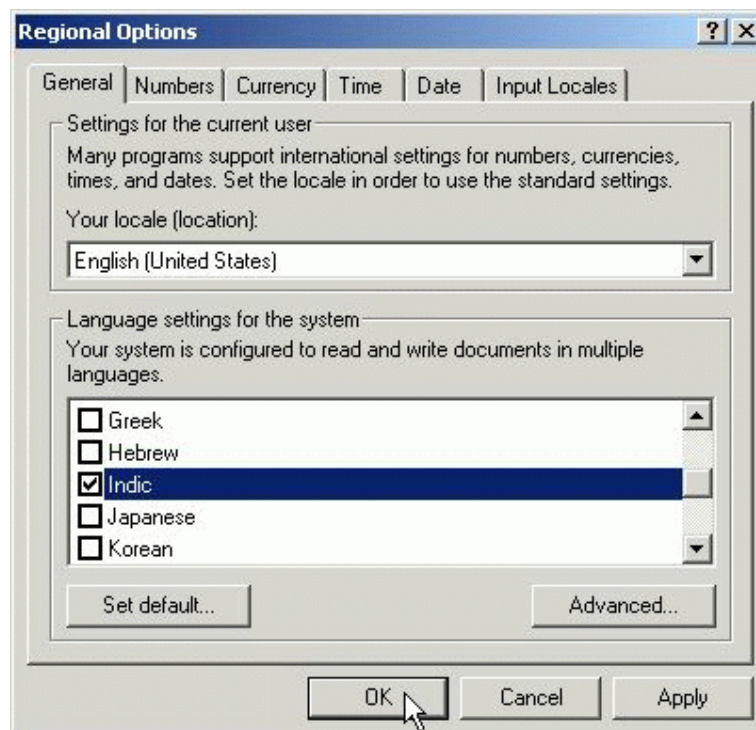 Regional Options
General Numbers Currency Time Date Input Locales
Settings for the current user
Many programs support international settings for numbers, currencies,
times, and dates. Set the locale in order to use the standard settings.
Your locale (location):
English (United States)
Language settings for the system
Your system is configured to read and write documents in multiple
languages.
Greek
Hebrew
Indic
Japanese
Korean
Set default... Advanced...
OK Cancel Apply